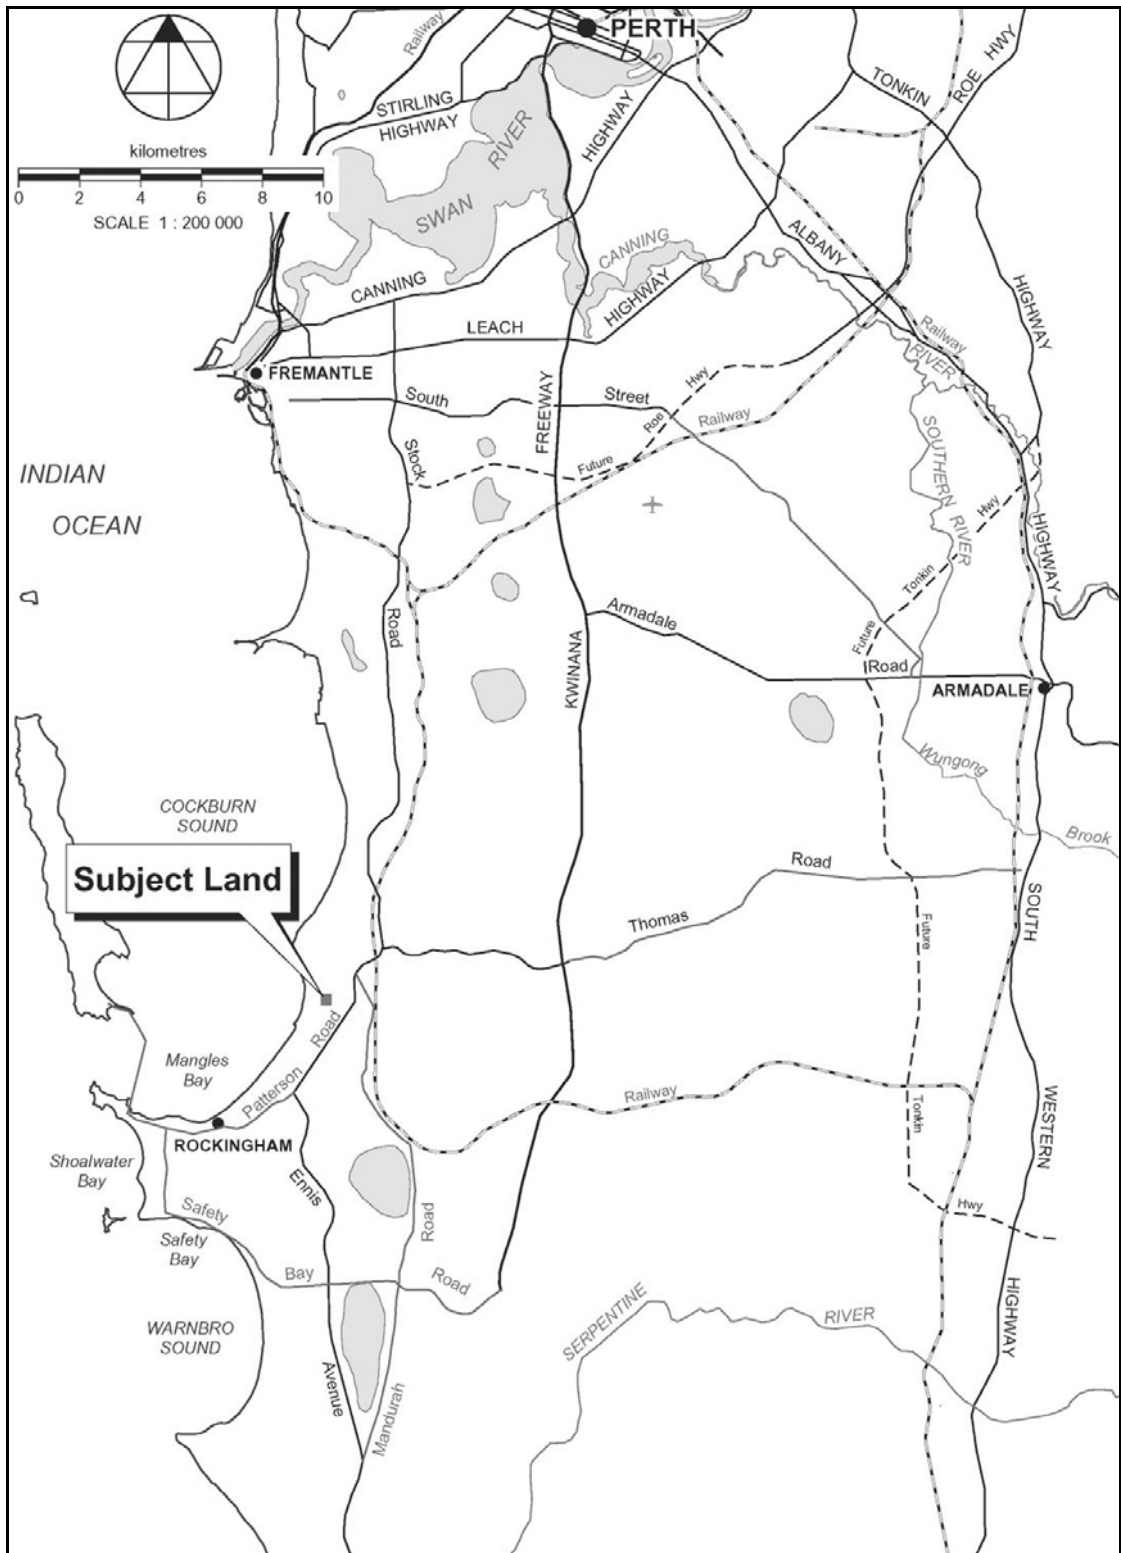 PERTH
Railway
STIRLING
HIGHWAY
TONKIN
ROE HWY
kilometres
0 2 4 6 8 10
SCALE 1 : 200 000
SWAN RIVER
HIGHWAY
CANNING
CANNING
HIGHWAY
ALBANY
HIGHWAY
LEACH
Railway
RIVER
FREMANTLE
South
Street
Hwy
Roe
Railway
FREEWAY
Stock
Future
INDIAN
OCEAN
SOUTHERN RIVER
Hwy
HIGHWAY
Tonkin
Armadale
Road
Future
IRoad
KWINANA
ARMADALE
Wungong
Brook
COCKBURN
SOUND
Subject Land
Road
Thomas
Future
SOUTH
Road
Mangles
Bay
Patterson
Railway
Tonkin
WESTERN
ROCKINGHAM
Shoalwater
Bay
Ennis
Safety
Road
Hwy
Safety
Bay
Bay
Road
WARNBRO
SOUND
SERPENTINE
RIVER
HIGHWAY
Avenue
Mandurah